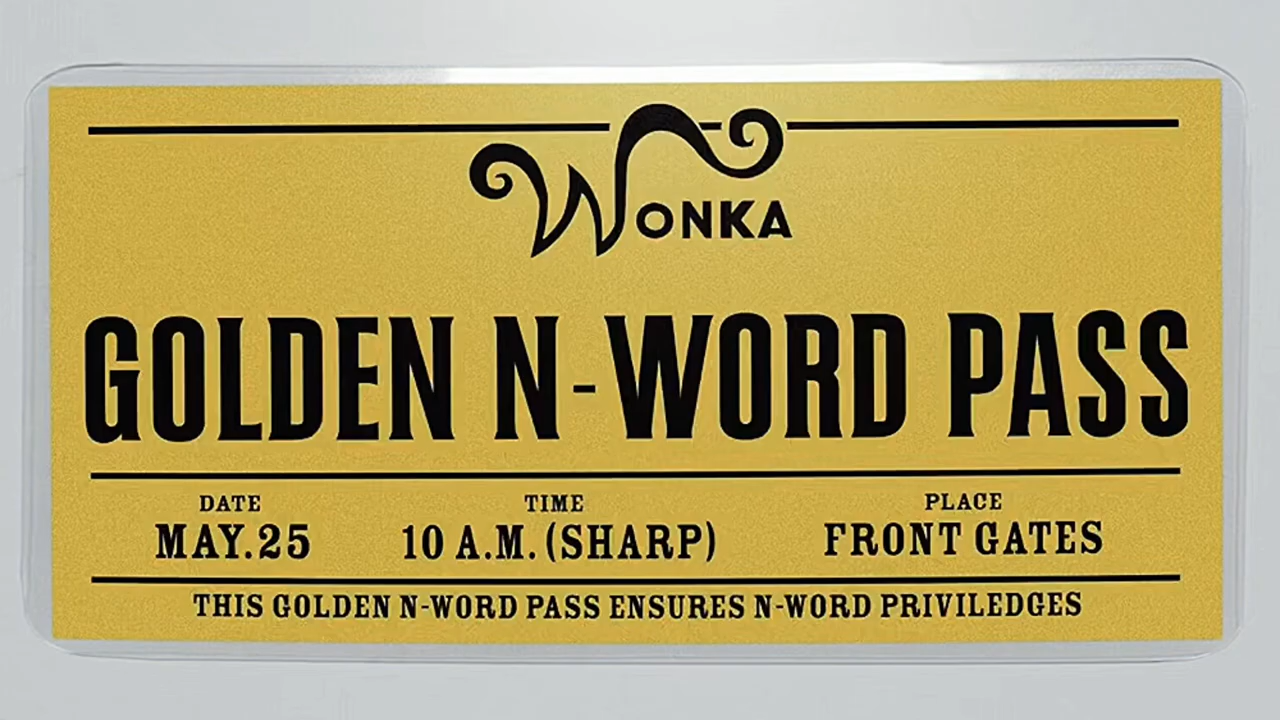 WONKA
GOLDEN N-WORD PASS
DATE TIME PLACE
MAY.25 10 A.M. (SHARP) FRONT GATES
THIS GOLDEN N-WORD PASS ENSURES N-WORD PRIVILEDGES